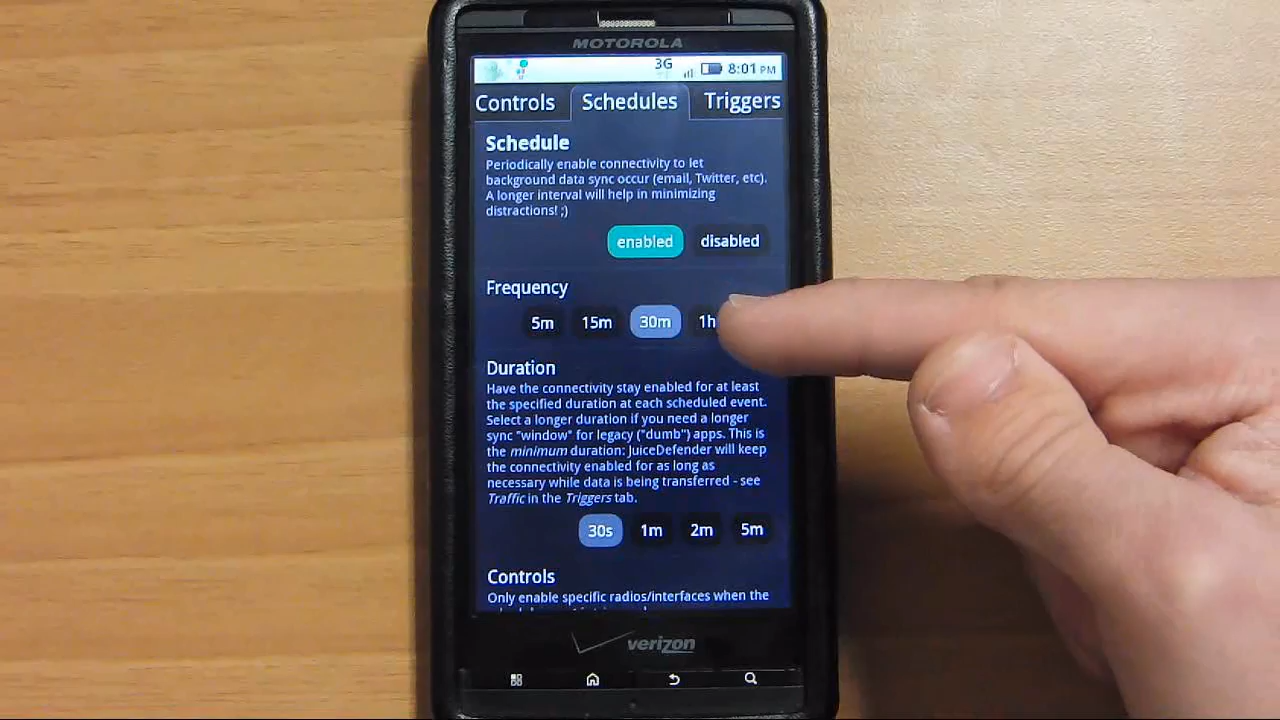 MOTOROLA
3G 8:01 PM
Controls Schedules Triggers
Schedule
Periodically enable connectivity to let
background data sync occur (email, Twitter, etc).
A longer interval will help in minimizing
distractions! ;)
enabled disabled
Frequency
5m 15m 30m 1h
Duration
Have the connectivity stay enabled for at least
the specified duration at each scheduled event.
Select a longer duration if you need a longer
sync "window" for legacy ("dumb") apps. This is
the minimum duration: JuiceDefender will keep
the connectivity enabled for as long as
necessary while data is being transferred - see
Traffic in the Triggers tab.
30s 1m 2m 5m
Controls
Only enable specific radios/interfaces when the
verizon